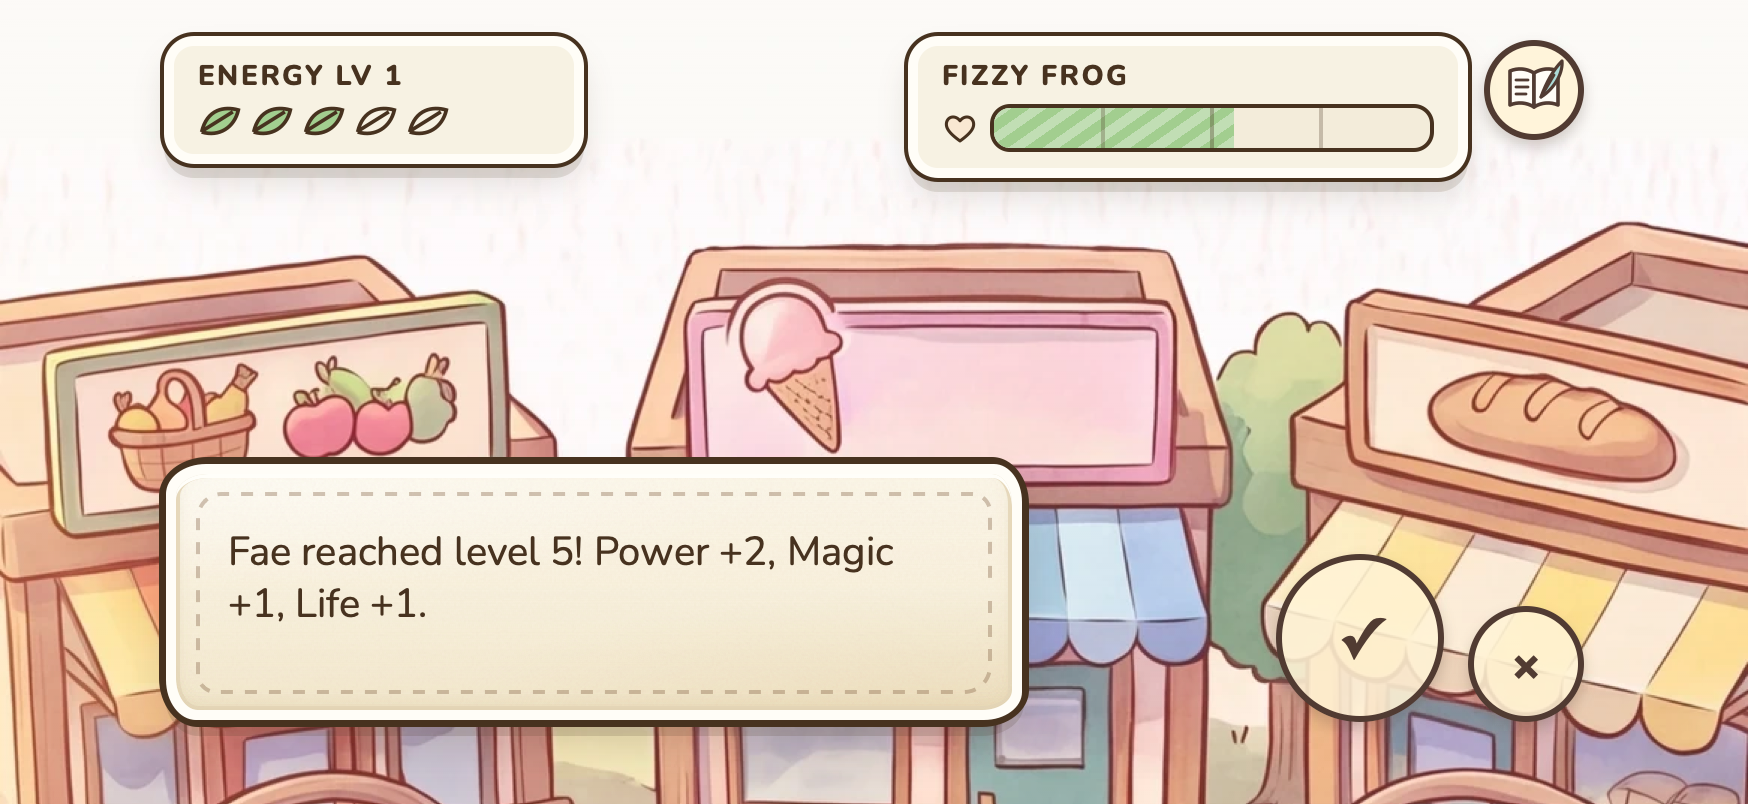 ENERGY LV 1
FIZZY FROG
Fae reached level 5! Power +2, Magic
+1, Life +1.